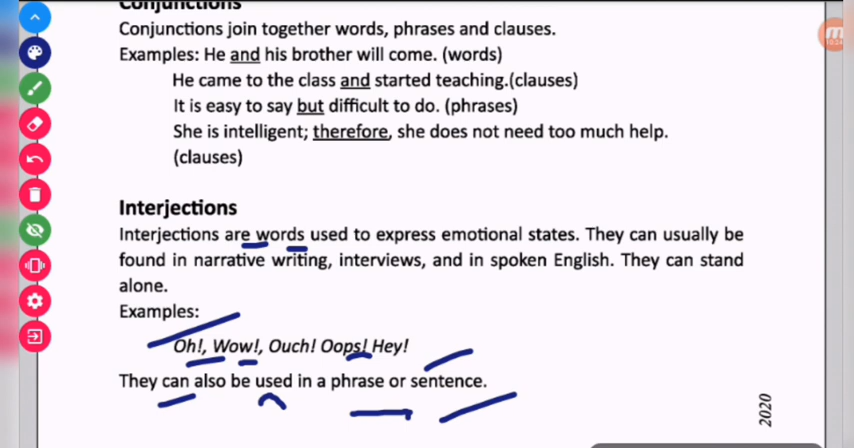 Conjunctions
Conjunctions join together words, phrases and clauses.
Examples: He and his brother will come. (words)
He came to the class and started teaching.(clauses)
It is easy to say but difficult to do. (phrases)
She is intelligent; therefore, she does not need too much help.
(clauses)
Interjections
Interjections are words used to express emotional states. They can usually be
found in narrative writing, interviews, and in spoken English. They can stand
alone.
Examples:
Oh!, Wow!, Ouch! Oops! Hey!
They can also be used in a phrase or sentence.
2020